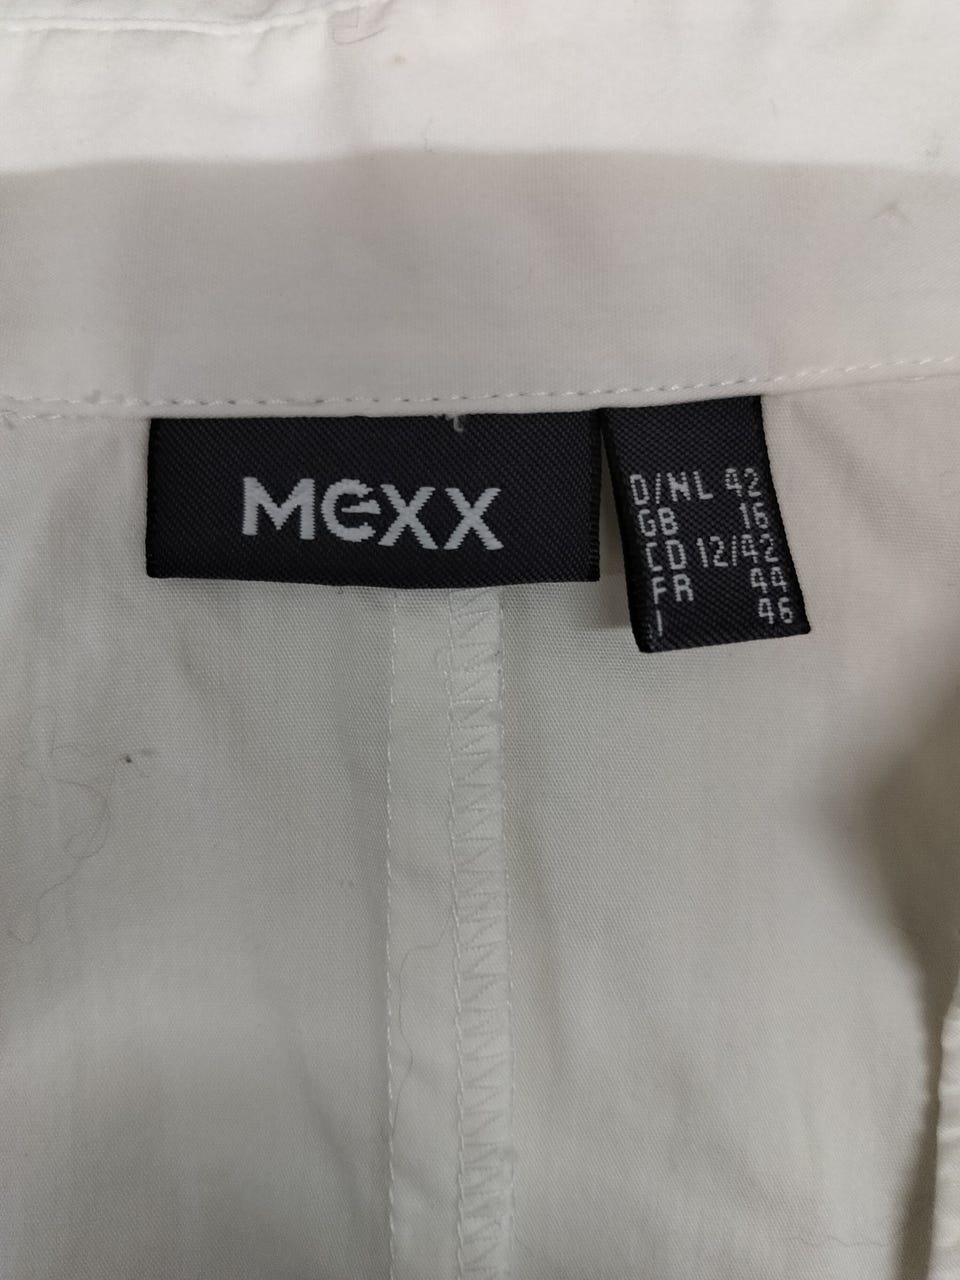 MEXX
D/NL 42
GB 16
CD 12/42
FR 44
I 46